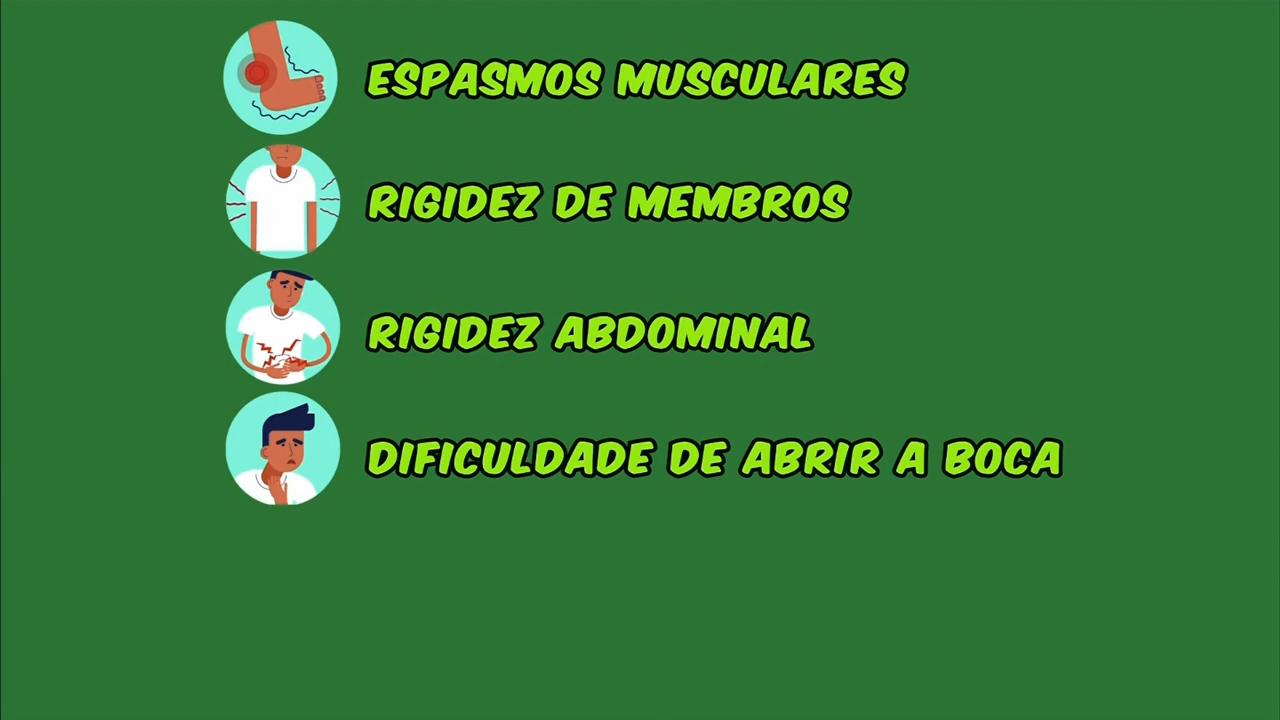 ESPASMOS MUSCULARES
RIGIDEZ DE MEMBROS
RIGIDEZ ABDOMINAL
DIFICULDADE DE ABRIR A BOCA